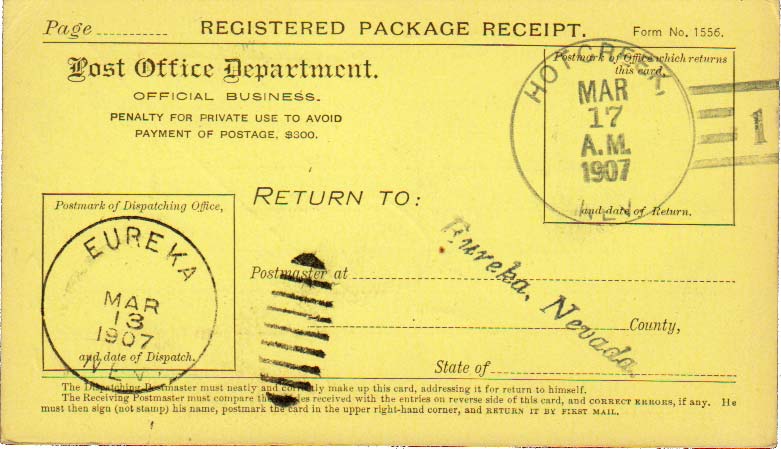 Page
REGISTERED PACKAGE RECEIPT.
Form No. 1556.
Post Office Department.
OFFICIAL BUSINESS.
PENALTY FOR PRIVATE USE TO AVOID
PAYMENT OF POSTAGE, $300.
Postmark of Office which returns
this card,
HOT CREEK,
MAR
17
A.M.
1907
NEV
1
and date of Return.
Postmark of Dispatching Office,
EUREKA
MAR
13
1907
NEV.
and date of Dispatch.
RETURN TO:
Postmaster at
Eureka, Nevada.
County,
State of
The Dispatching Postmaster must neatly and correctly make up this card, addressing it for return to himself.
The Receiving Postmaster must compare the articles received with the entries on reverse side of this card, and CORRECT ERRORS, if any. He
must then sign (not stamp) his name, postmark the card in the upper right-hand corner, and RETURN IT BY FIRST MAIL.